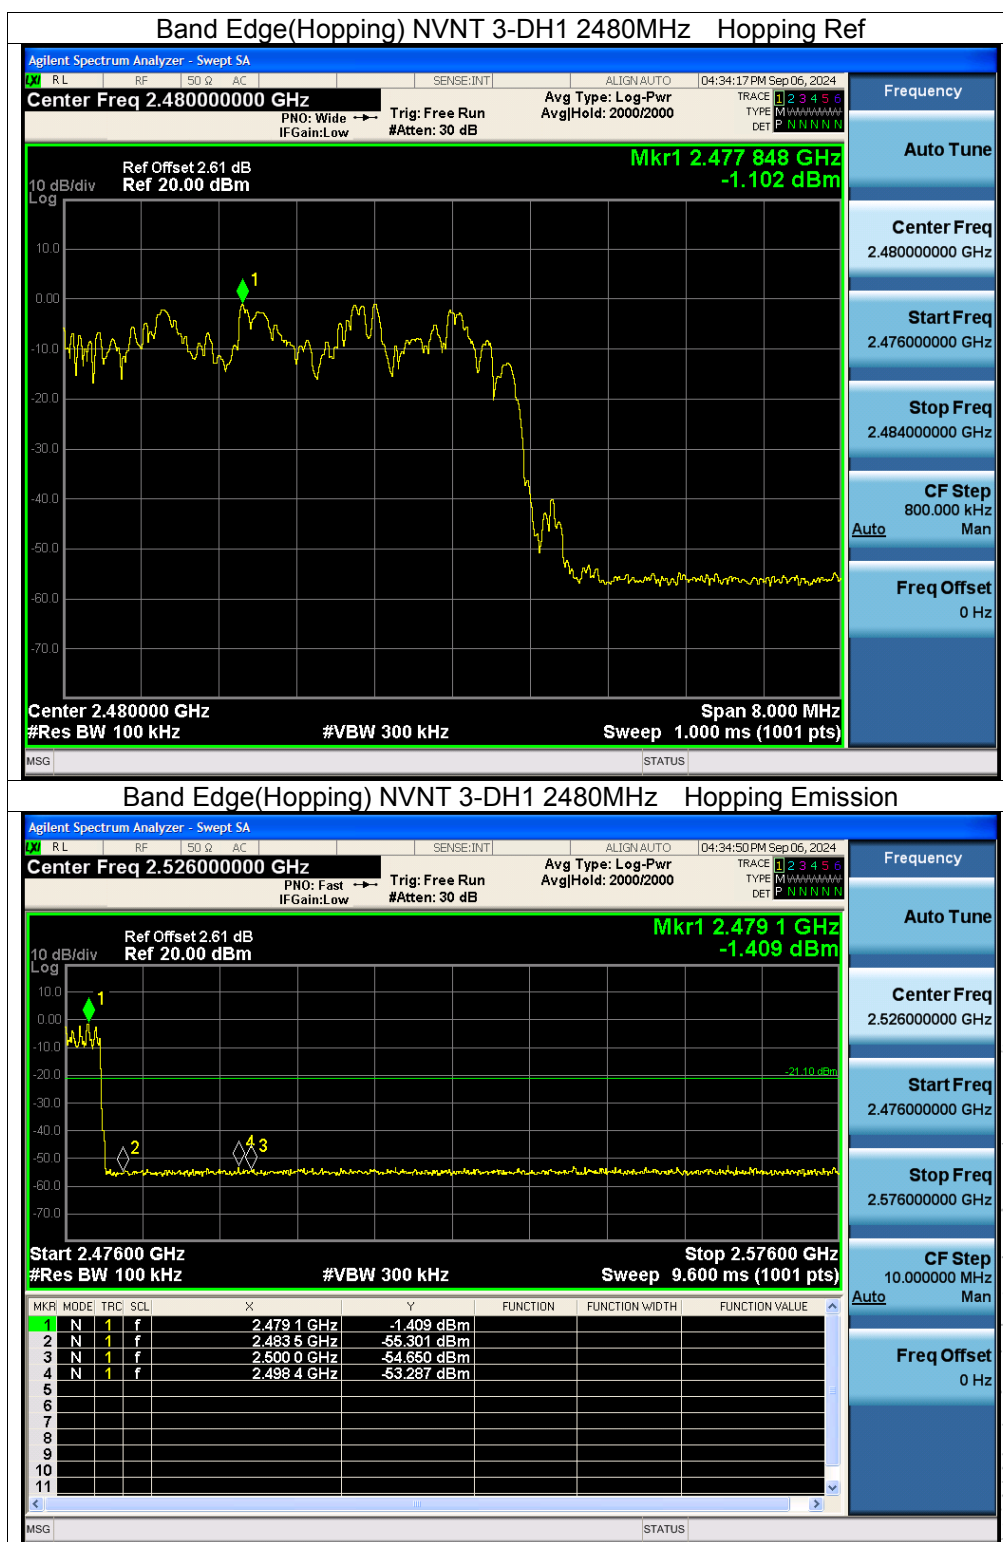 Band Edge(Hopping) NVNT 3-DH1 2480MHz Hopping Ref
Agilent Spectrum Analyzer - Swept SA
LXI RL RF 50 Ω AC SENSE:INT ALIGN AUTO 04:34:17 PM Sep 06, 2024
Center Freq 2.480000000 GHz
PNO: Wide
IFGain:Low
Trig: Free Run
#Atten: 30 dB
Avg Type: Log-Pwr
Avg|Hold: 2000/2000
TRACE 1 2 3 4 5 6
TYPE M WWWWW
DET P N N N N N
Frequency
Auto Tune
Center Freq
2.480000000 GHz
Start Freq
2.476000000 GHz
Stop Freq
2.484000000 GHz
CF Step
800.000 kHz
Auto Man
Freq Offset
0 Hz
Mkr1 2.477 848 GHz
-1.102 dBm
Ref Offset 2.61 dB
10 dB/div Ref 20.00 dBm
Log
10.0
0.00
-10.0
-20.0
-30.0
-40.0
-50.0
-60.0
-70.0
1
Center 2.480000 GHz Span 8.000 MHz
#Res BW 100 kHz #VBW 300 kHz Sweep 1.000 ms (1001 pts)
MSG STATUS
Band Edge(Hopping) NVNT 3-DH1 2480MHz Hopping Emission
Agilent Spectrum Analyzer - Swept SA
LXI RL RF 50 Ω AC SENSE:INT ALIGN AUTO 04:34:50 PM Sep 06, 2024
Center Freq 2.526000000 GHz
PNO: Fast
IFGain:Low
Trig: Free Run
#Atten: 30 dB
Avg Type: Log-Pwr
Avg|Hold: 2000/2000
TRACE 1 2 3 4 5 6
TYPE M WWWWW
DET P N N N N N
Frequency
Auto Tune
Center Freq
2.526000000 GHz
Start Freq
2.476000000 GHz
Stop Freq
2.576000000 GHz
CF Step
10.000000 MHz
Auto Man
Freq Offset
0 Hz
Mkr1 2.479 1 GHz
-1.409 dBm
Ref Offset 2.61 dB
10 dB/div Ref 20.00 dBm
Log
10.0
0.00
-10.0
-20.0
-30.0
-40.0
-50.0
-60.0
-70.0
1
-21.10 dBm
2
4 3
Start 2.47600 GHz Stop 2.57600 GHz
#Res BW 100 kHz #VBW 300 kHz Sweep 9.600 ms (1001 pts)
MKR MODE TRC SCL X Y FUNCTION FUNCTION WIDTH FUNCTION VALUE
1 N 1 f 2.479 1 GHz -1.409 dBm
2 N 1 f 2.483 5 GHz -55.301 dBm
3 N 1 f 2.500 0 GHz -54.650 dBm
4 N 1 f 2.498 4 GHz -53.287 dBm
5
6
7
8
9
10
11
MSG STATUS